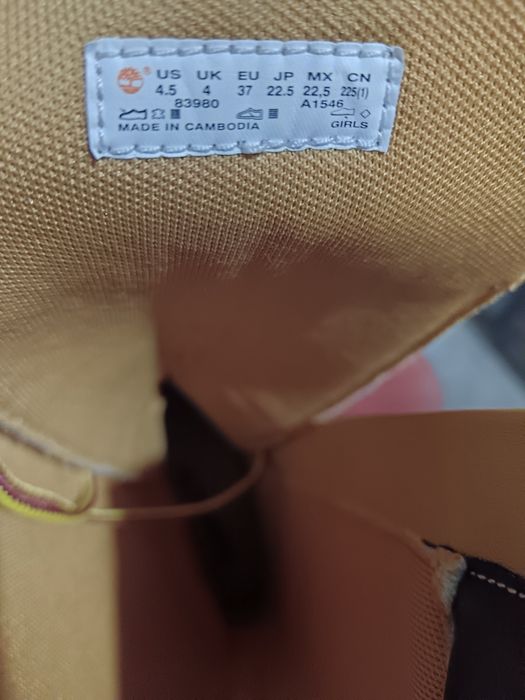 US UK EU JP MX CN
4.5 4 37 22.5 22,5 225(1)
83980 A1546
MADE IN CAMBODIA GIRLS